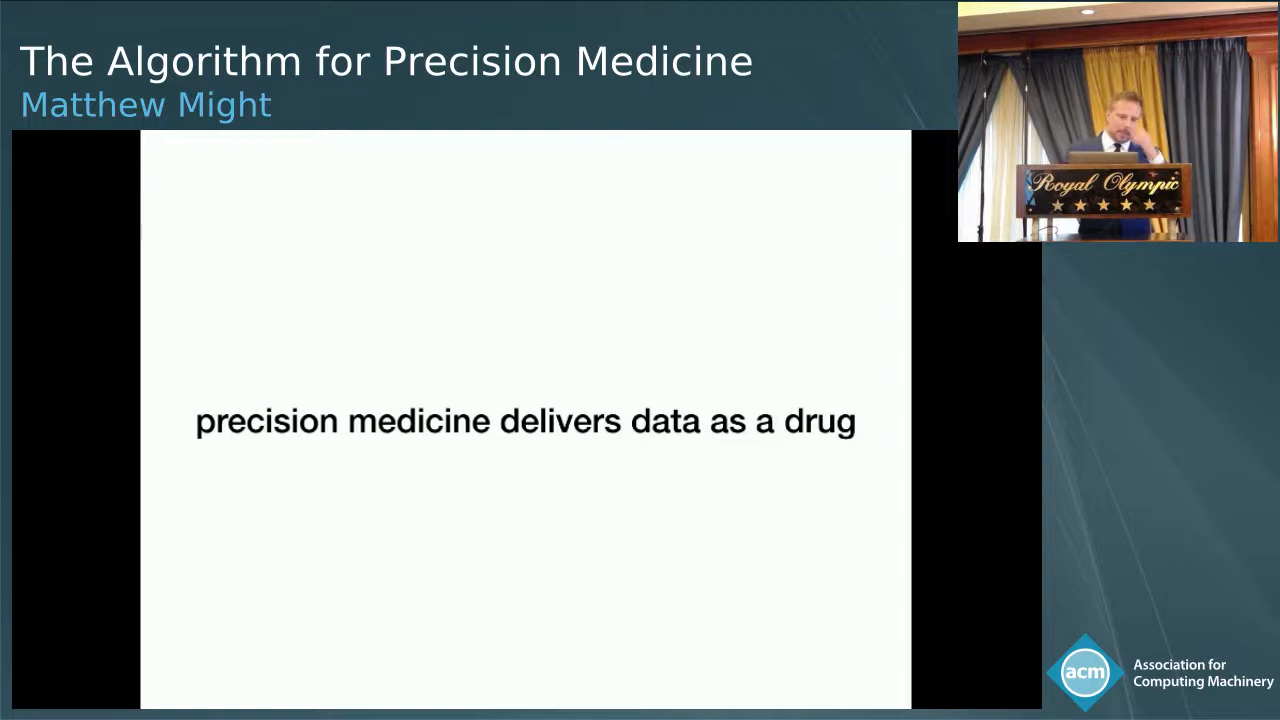 The Algorithm for Precision Medicine
Matthew Might
Royal Olympic
precision medicine delivers data as a drug
acm
Association for
Computing Machinery